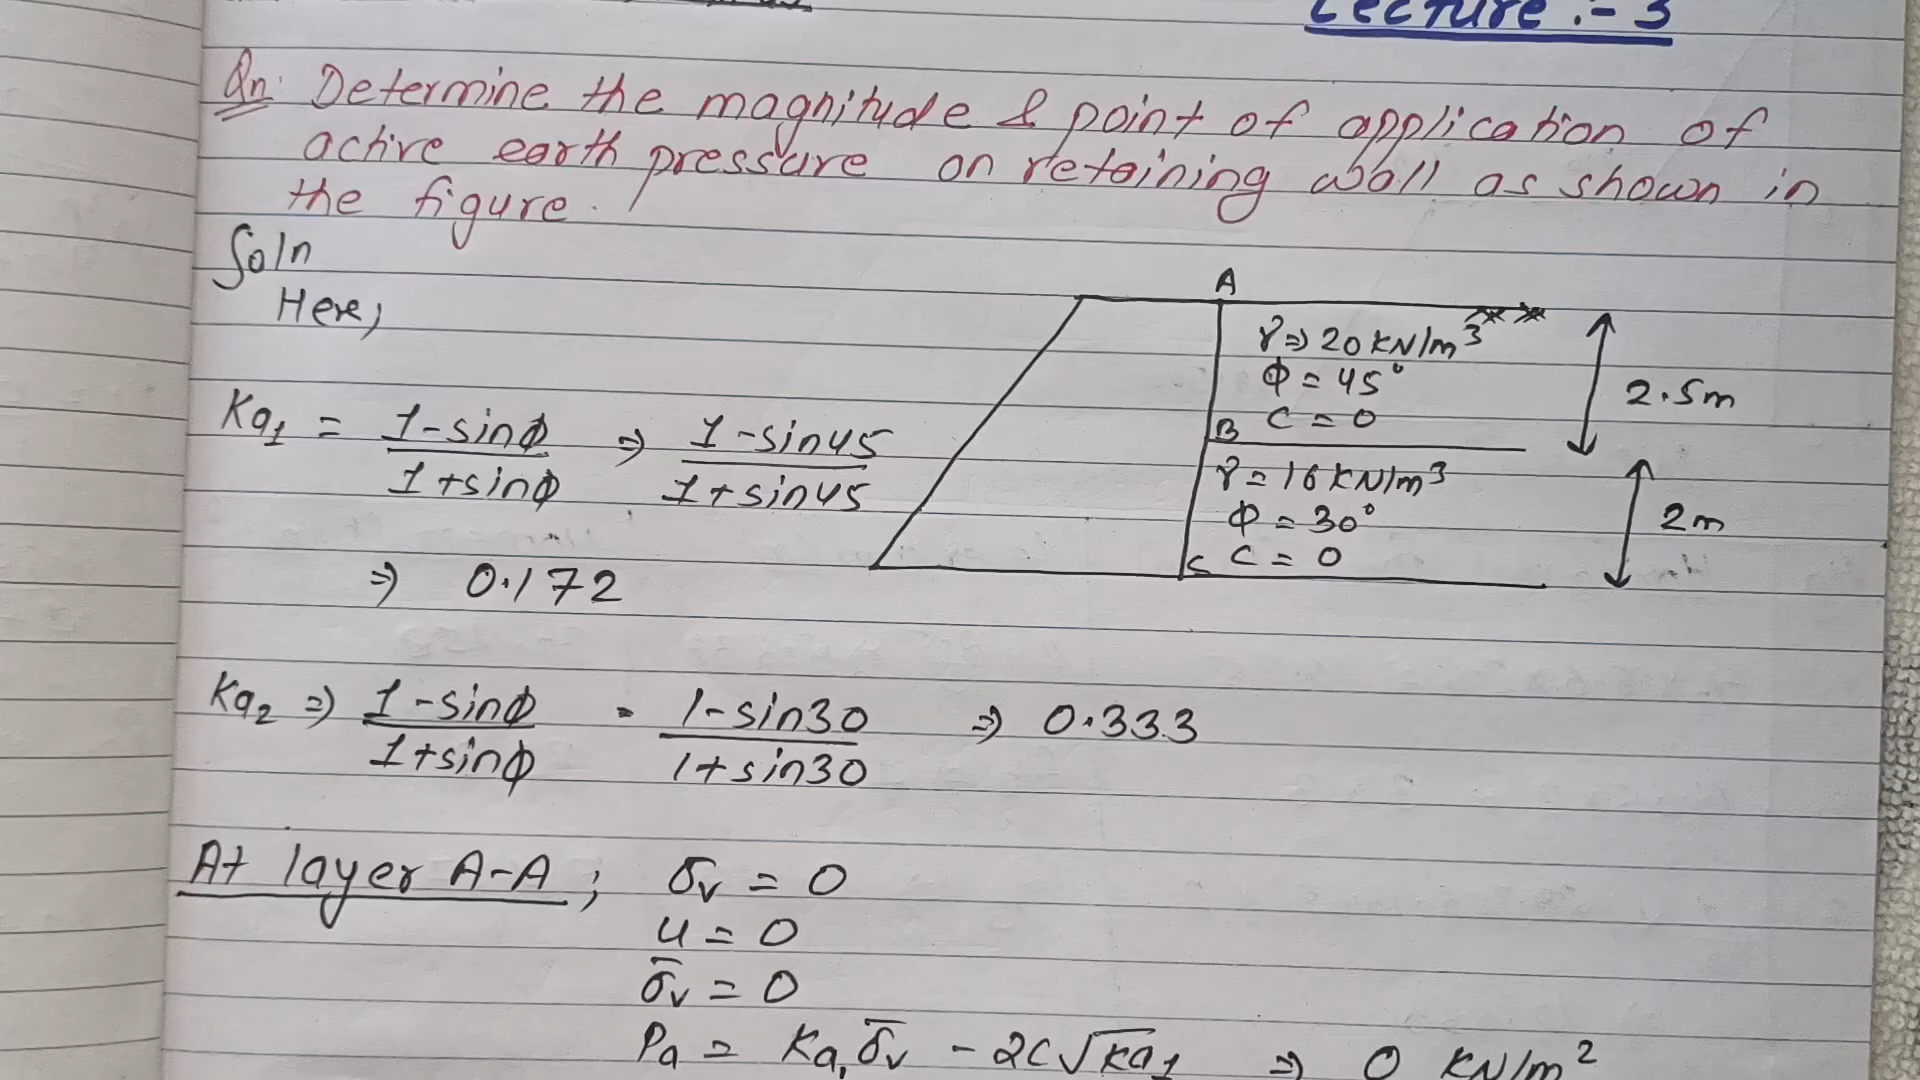 Lecture :- 3
Qn: Determine the magnitude & point of application of
active earth pressure on retaining wall as shown in
the figure.
Soln
Here,
A
γ ⇒ 20 KN/m³
Φ = 45°
C = 0
2.5m
B
γ = 16 KN/m³
Φ = 30°
C = 0
2m
C
Ka₁ = (1-sinφ)/(1+sinφ) ⇒ (1-sin45)/(1+sin45)
⇒ 0.172
Ka₂ ⇒ (1-sinφ)/(1+sinφ) = (1-sin30)/(1+sin30) ⇒ 0.333
At layer A-A ; σv = 0
u = 0
σ̄v = 0
Pa = Ka₁ σ̄v - 2C√Ka₁ ⇒ 0 KN/m²